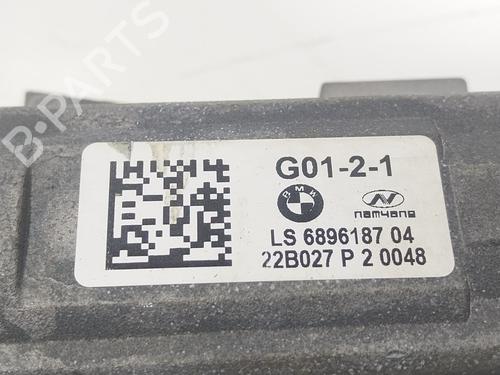 B-PARTS
G01-2-1
BMW
namyang
LS 6896187 04
22B027 P 2 0048